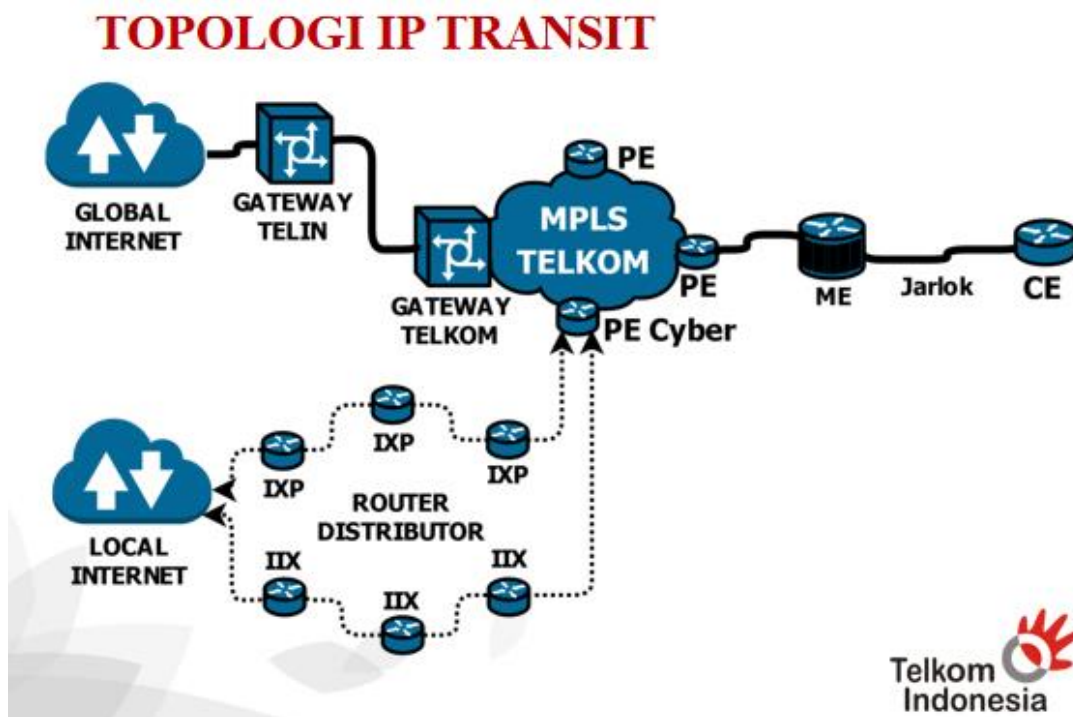 TOPOLOGI IP TRANSIT
GLOBAL
INTERNET
GATEWAY
TELIN
GATEWAY
TELKOM
PE
MPLS
TELKOM
PE
PE Cyber
ME
Jarlok
CE
IXP
IXP
IXP
ROUTER
DISTRIBUTOR
LOCAL
INTERNET
IIX
IIX
IIX
Telkom
Indonesia